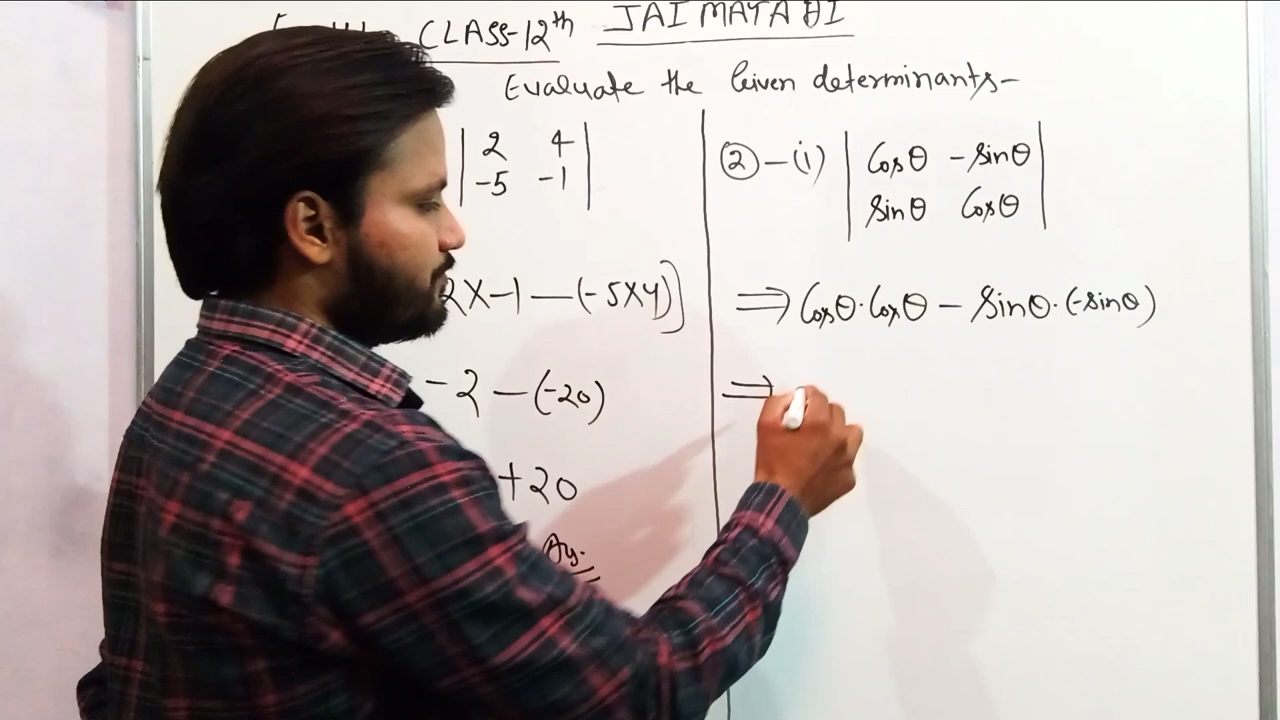 CLASS-12th JAI MATA DI
Evaluate the Given determinants-
| 2 4 |
| -5 -1 |
2X-1-(-5X4)]
-2-(-20)
+20
Ay.
②-(i) | Cosθ -sinθ |
| sinθ Cosθ |
⇒ Cosθ·Cosθ - Sinθ·(-sinθ)
⇒